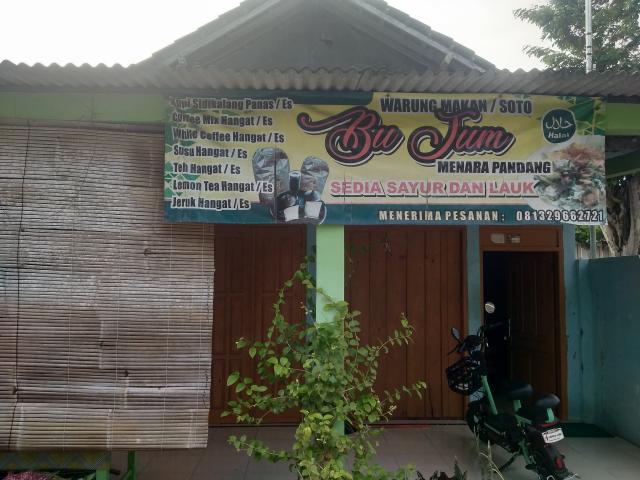 Kopi Sidikalang Panas / Es
Coffee Mix Hangat / Es
White Coffee Hangat / Es
Susu Hangat / Es
Teh Hangat / Es
Lemon Tea Hangat / Es
Jeruk Hangat / Es
WARUNG MAKAN / SOTO
Bu Jum
MENARA PANDANG
SEDIA SAYUR DAN LAUK
MENERIMA PESANAN : 081329662721
حلال
Halal